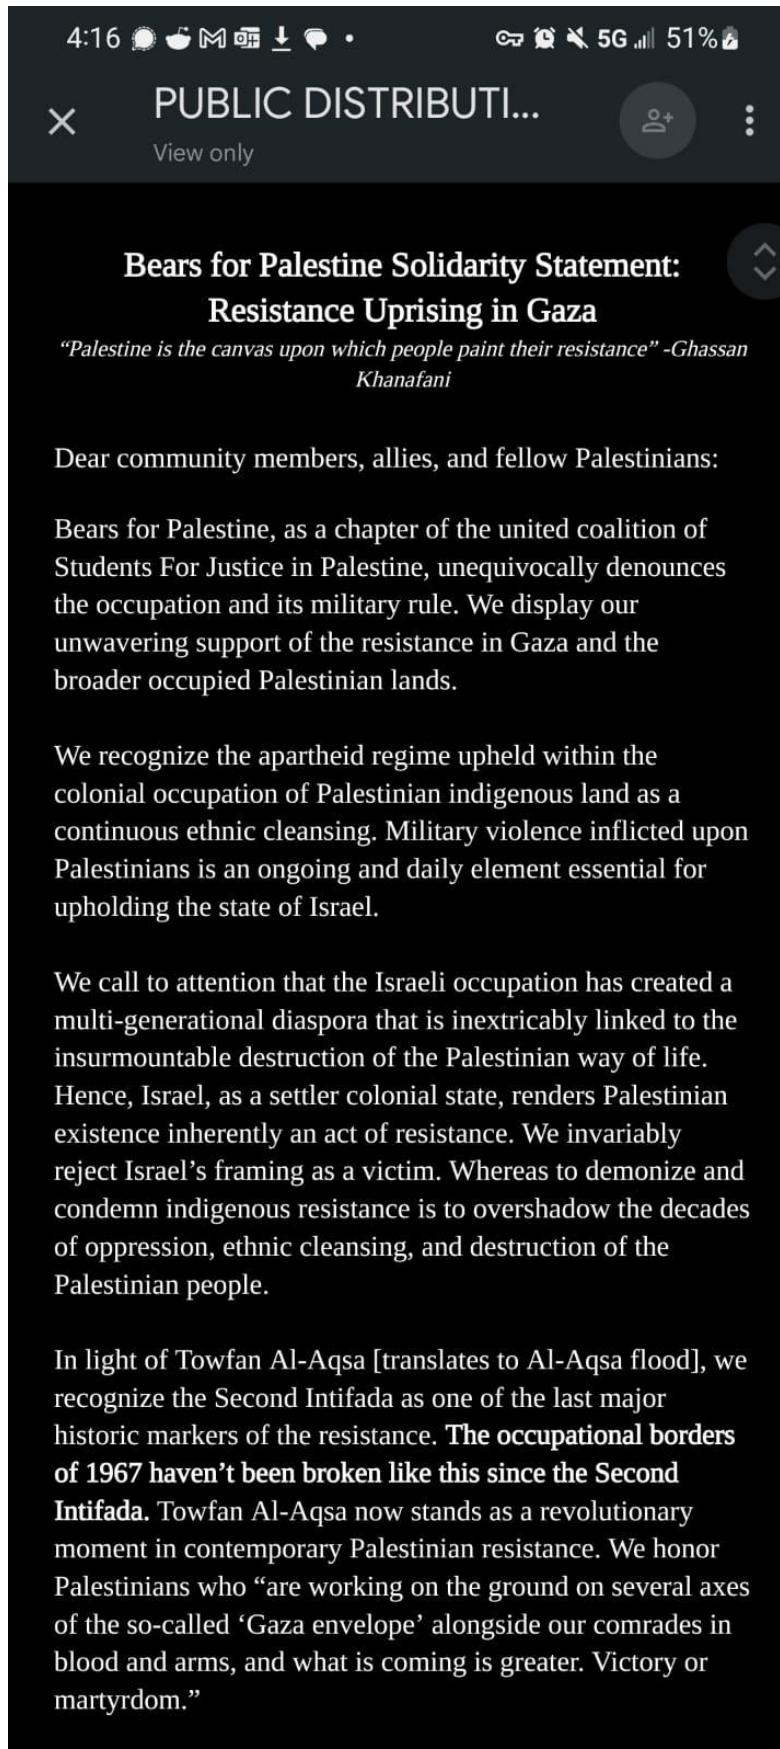 4:16
5G 51%
PUBLIC DISTRIBUTI...
View only
Bears for Palestine Solidarity Statement:
Resistance Uprising in Gaza
“Palestine is the canvas upon which people paint their resistance” -Ghassan
Khanafani
Dear community members, allies, and fellow Palestinians:
Bears for Palestine, as a chapter of the united coalition of
Students For Justice in Palestine, unequivocally denounces
the occupation and its military rule. We display our
unwavering support of the resistance in Gaza and the
broader occupied Palestinian lands.
We recognize the apartheid regime upheld within the
colonial occupation of Palestinian indigenous land as a
continuous ethnic cleansing. Military violence inflicted upon
Palestinians is an ongoing and daily element essential for
upholding the state of Israel.
We call to attention that the Israeli occupation has created a
multi-generational diaspora that is inextricably linked to the
insurmountable destruction of the Palestinian way of life.
Hence, Israel, as a settler colonial state, renders Palestinian
existence inherently an act of resistance. We invariably
reject Israel’s framing as a victim. Whereas to demonize and
condemn indigenous resistance is to overshadow the decades
of oppression, ethnic cleansing, and destruction of the
Palestinian people.
In light of Towfan Al-Aqsa [translates to Al-Aqsa flood], we
recognize the Second Intifada as one of the last major
historic markers of the resistance. The occupational borders
of 1967 haven’t been broken like this since the Second
Intifada. Towfan Al-Aqsa now stands as a revolutionary
moment in contemporary Palestinian resistance. We honor
Palestinians who “are working on the ground on several axes
of the so-called ‘Gaza envelope’ alongside our comrades in
blood and arms, and what is coming is greater. Victory or
martyrdom.”